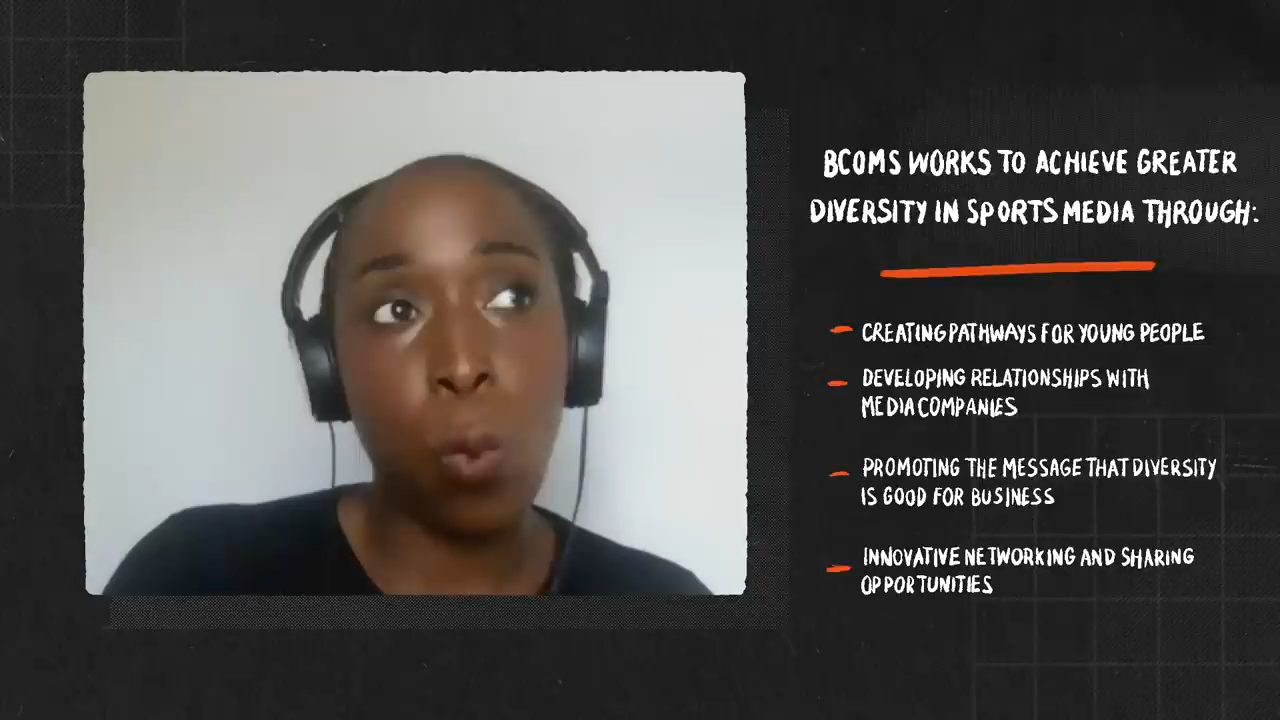 BCOMS WORKS TO ACHIEVE GREATER
DIVERSITY IN SPORTS MEDIA THROUGH:
CREATING PATHWAYS FOR YOUNG PEOPLE
DEVELOPING RELATIONSHIPS WITH
MEDIA COMPANIES
PROMOTING THE MESSAGE THAT DIVERSITY
IS GOOD FOR BUSINESS
INNOVATIVE NETWORKING AND SHARING
OPPORTUNITIES